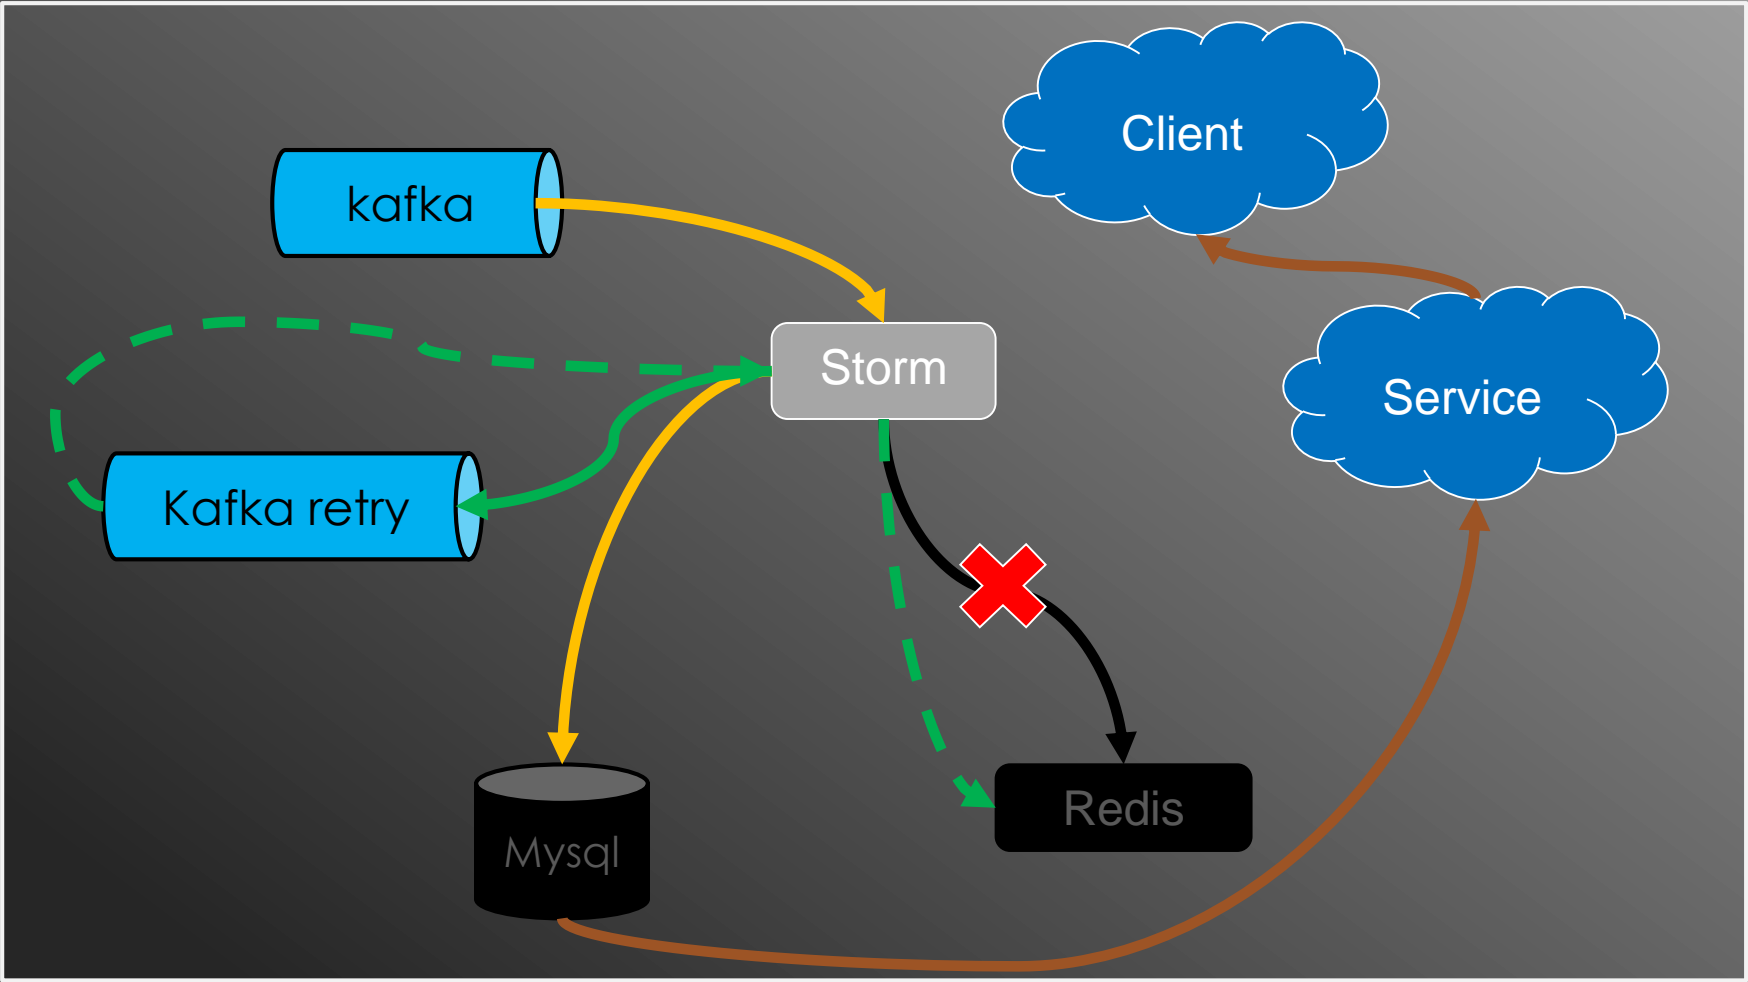 Client
kafka
Storm
Service
Kafka retry
Redis
Mysql